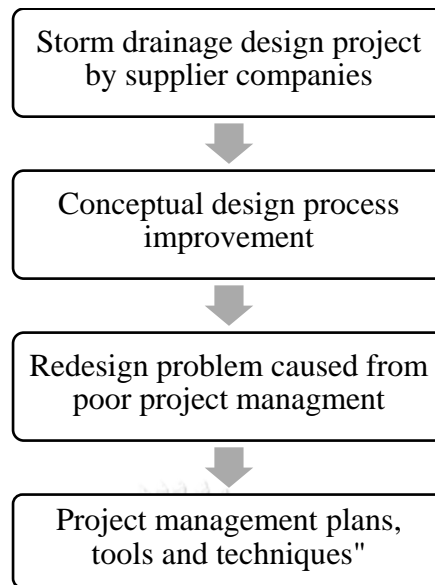 Storm drainage design project
by supplier companies
Conceptual design process
improvement
Redesign problem caused from
poor project managment
Project management plans,
tools and techniques"